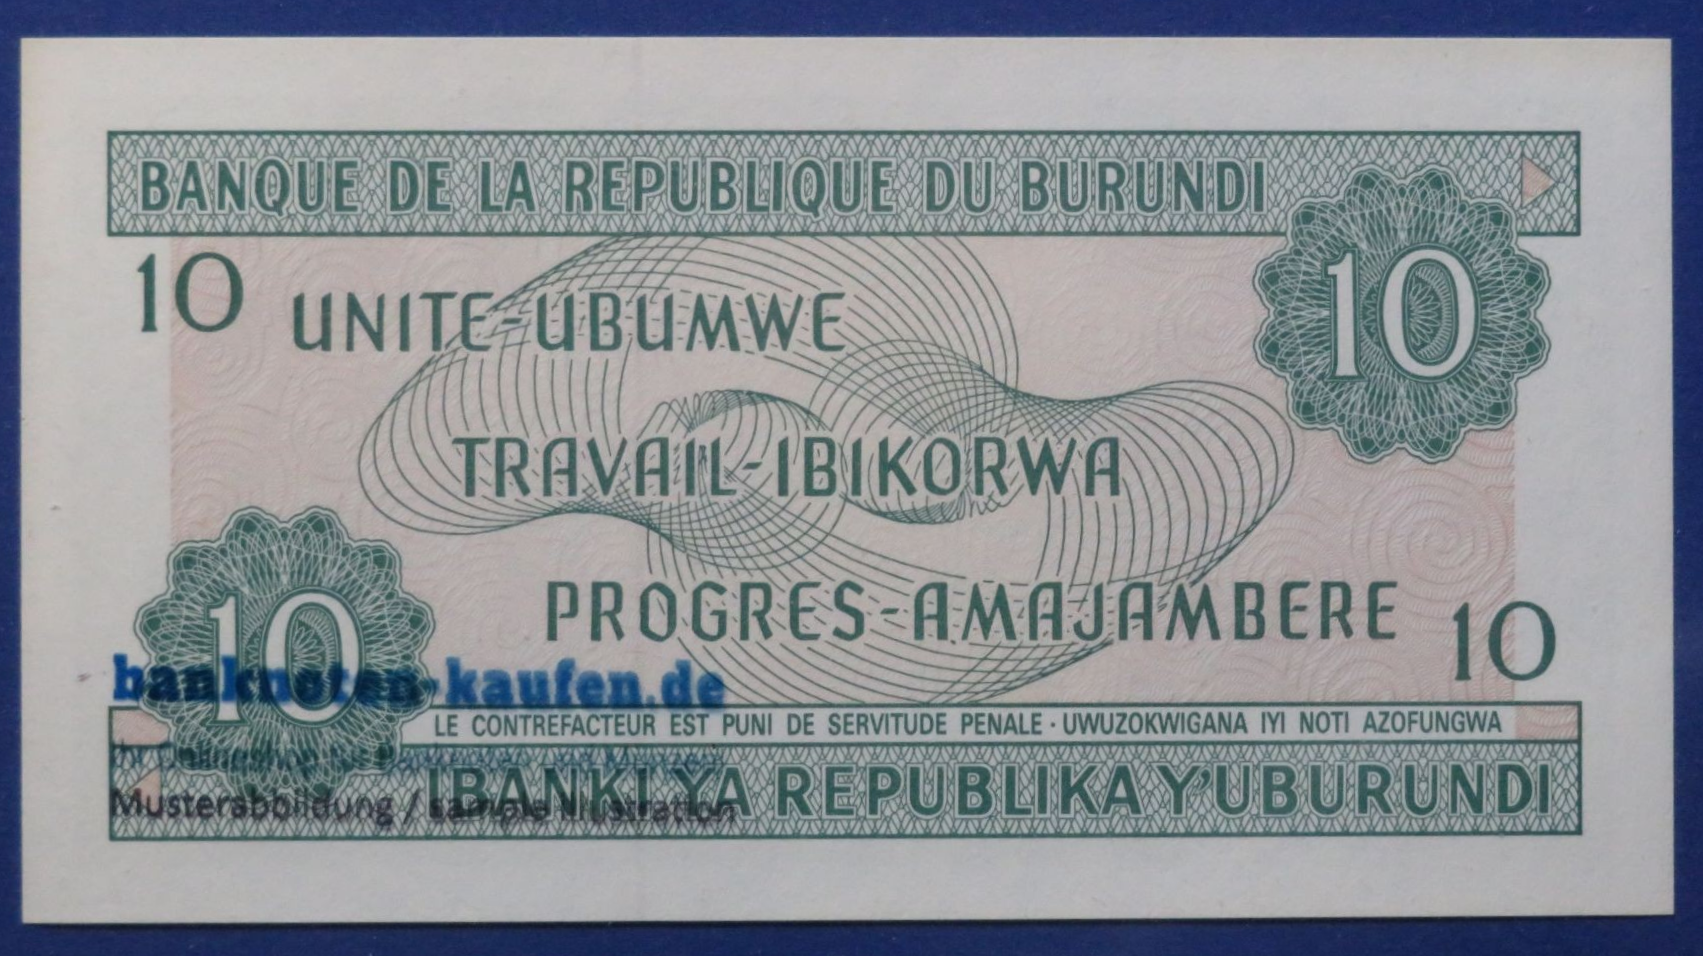 BANQUE DE LA REPUBLIQUE DU BURUNDI
10
10
UNITE-UBUMWE
TRAVAIL-IBIKORWA
PROGRES-AMAJAMBERE
10
10
banknoten-kaufen.de
LE CONTREFACTEUR EST PUNI DE SERVITUDE PENALE · UWUZOKWIGANA IYI NOTI AZOFUNGWA
IBANKI YA REPUBLIKA Y'UBURUNDI
Musterabbildung / sample illustration